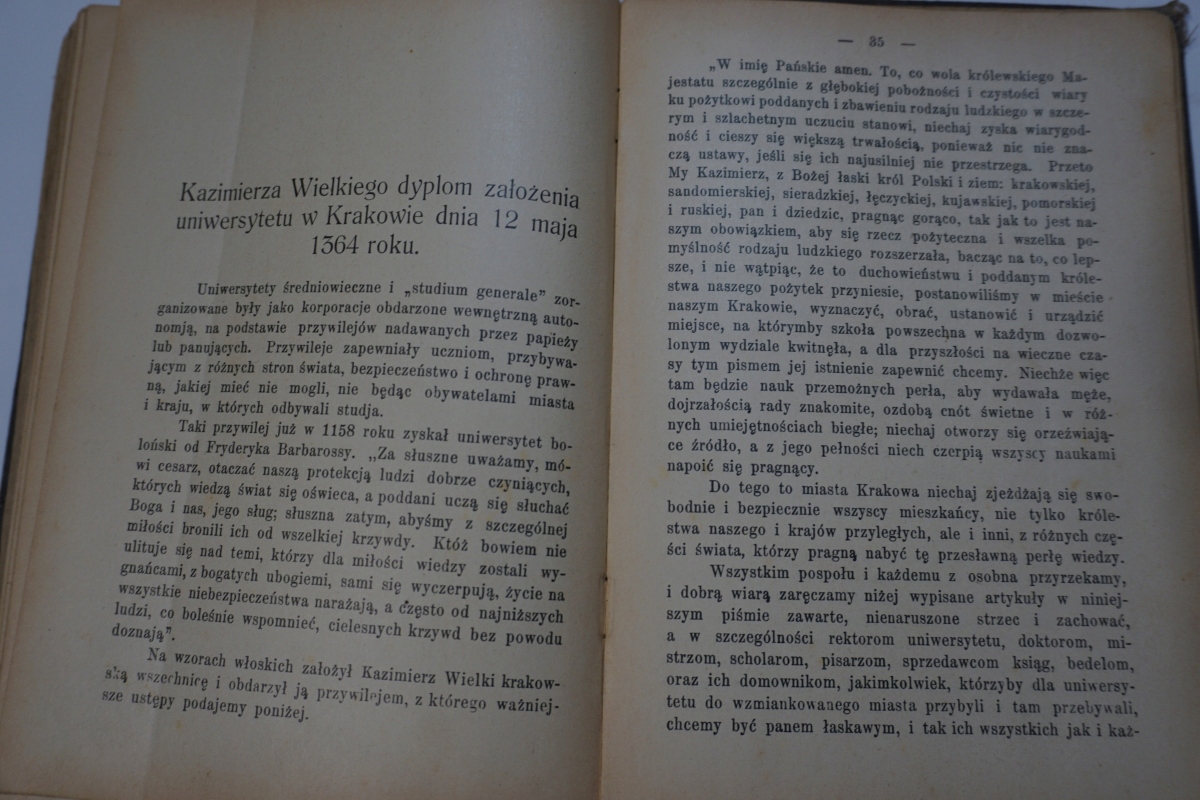 Kazimierza Wielkiego dyplom założenia
uniwersytetu w Krakowie dnia 12 maja
1364 roku.
Uniwersytety średniowieczne i „studium generale” zor-
ganizowane były jako korporacje obdarzone wewnętrzną auto-
nomją, na podstawie przywilejów nadawanych przez papieży
lub panujących. Przywileje zapewniały uczniom, przybywa-
jącym z różnych stron świata, bezpieczeństwo i ochronę praw-
ną, jakiej mieć nie mogli, nie będąc obywatelami miasta
i kraju, w których odbywali studja.
Taki przywilej już w 1158 roku zyskał uniwersytet bo-
loński od Fryderyka Barbarossy. „Za słuszne uważamy, mó-
wi cesarz, otaczać naszą protekcją ludzi dobrze czyniących,
których wiedzą świat się oświeca, a poddani uczą się słuchać
Boga i nas, jego sług; słuszna zatym, abyśmy z szczególnej
miłości bronili ich od wszelkiej krzywdy. Któż bowiem nie
ulituje się nad temi, którzy dla miłości wiedzy zostali wy-
gnańcami, z bogatych ubogiemi, sami się wyczerpują, życie na
wszystkie niebezpieczeństwa narażają, a często od najniższych
ludzi, co boleśnie wspomnieć, cielesnych krzywd bez powodu
doznają”.
Na wzorach włoskich założył Kazimierz Wielki krakow-
ską wszechnicę i obdarzył ją przywilejem, z którego ważniej-
sze ustępy podajemy poniżej.
— 35 —
„W imię Pańskie amen. To, co wola królewskiego Ma-
jestatu szczególnie z głębokiej pobożności i czystości wiary
ku pożytkowi poddanych i zbawieniu rodzaju ludzkiego w szcze-
rym i szlachetnym uczuciu stanowi, niechaj zyska wiarygod-
ność i cieszy się większą trwałością, ponieważ nic nie zna-
czą ustawy, jeśli się ich najusilniej nie przestrzega. Przeto
My Kazimierz, z Bożej łaski król Polski i ziem: krakowskiej,
sandomierskiej, sieradzkiej, łęczyckiej, kujawskiej, pomorskiej
i ruskiej, pan i dziedzic, pragnąc gorąco, tak jak to jest na-
szym obowiązkiem, aby się rzecz pożyteczna i wszelka po-
myślność rodzaju ludzkiego rozszerzała, bacząc na to, co lep-
sze, i nie wątpiąc, że to duchowieństwu i poddanym króle-
stwa naszego pożytek przyniesie, postanowiliśmy w mieście
naszym Krakowie, wyznaczyć, obrać, ustanowić i urządzić
miejsce, na którymby szkoła powszechna w każdym dozwo-
lonym wydziale kwitnęła, a dla przyszłości na wieczne cza-
sy tym pismem jej istnienie zapewnić chcemy. Niechże więc
tam będzie nauk przemożnych perła, aby wydawała męże,
dojrzałością rady znakomite, ozdobą cnót świetne i w róż-
nych umiejętnościach biegłe; niechaj otworzy się orzeźwiają-
ce źródło, a z jego pełności niech czerpią wszyscy naukami
napoić się pragnący.
Do tego to miasta Krakowa niechaj zjeżdżają się swo-
bodnie i bezpiecznie wszyscy mieszkańcy, nie tylko króle-
stwa naszego i krajów przyległych, ale i inni, z różnych czę-
ści świata, którzy pragną nabyć tę przesławną perłę wiedzy.
Wszystkim pospołu i każdemu z osobna przyrzekamy,
i dobrą wiarą zaręczamy niżej wypisane artykuły w niniej-
szym piśmie zawarte, nienaruszone strzec i zachować,
a w szczególności rektorom uniwersytetu, doktorom, mi-
strzom, scholarom, pisarzom, sprzedawcom ksiąg, bedelom,
oraz ich domownikom, jakimkolwiek, którzyby dla uniwersy-
tetu do wzmiankowanego miasta przybyli i tam przebywali,
chcemy być panem łaskawym, i tak ich wszystkich jak i każ-